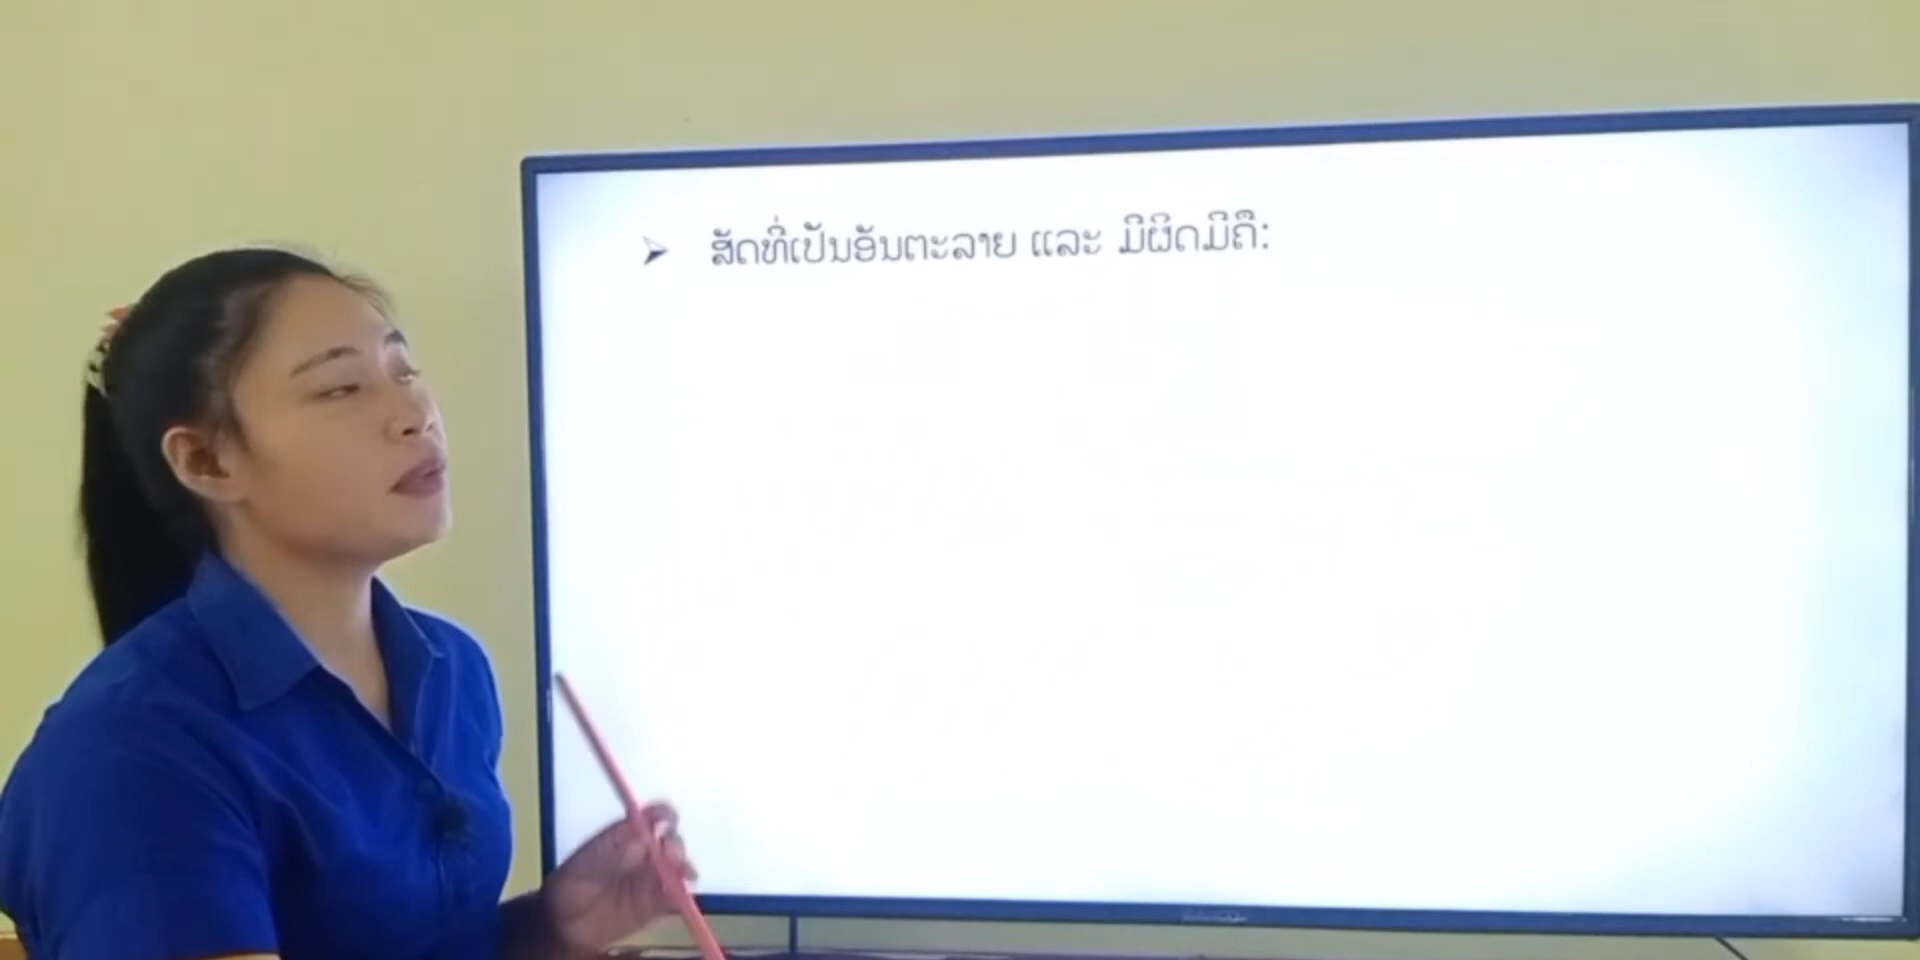 ➢ ສັດທີ່ເປັນອັນຕະລາຍ ແລະ ມີຜິດມີຄື: